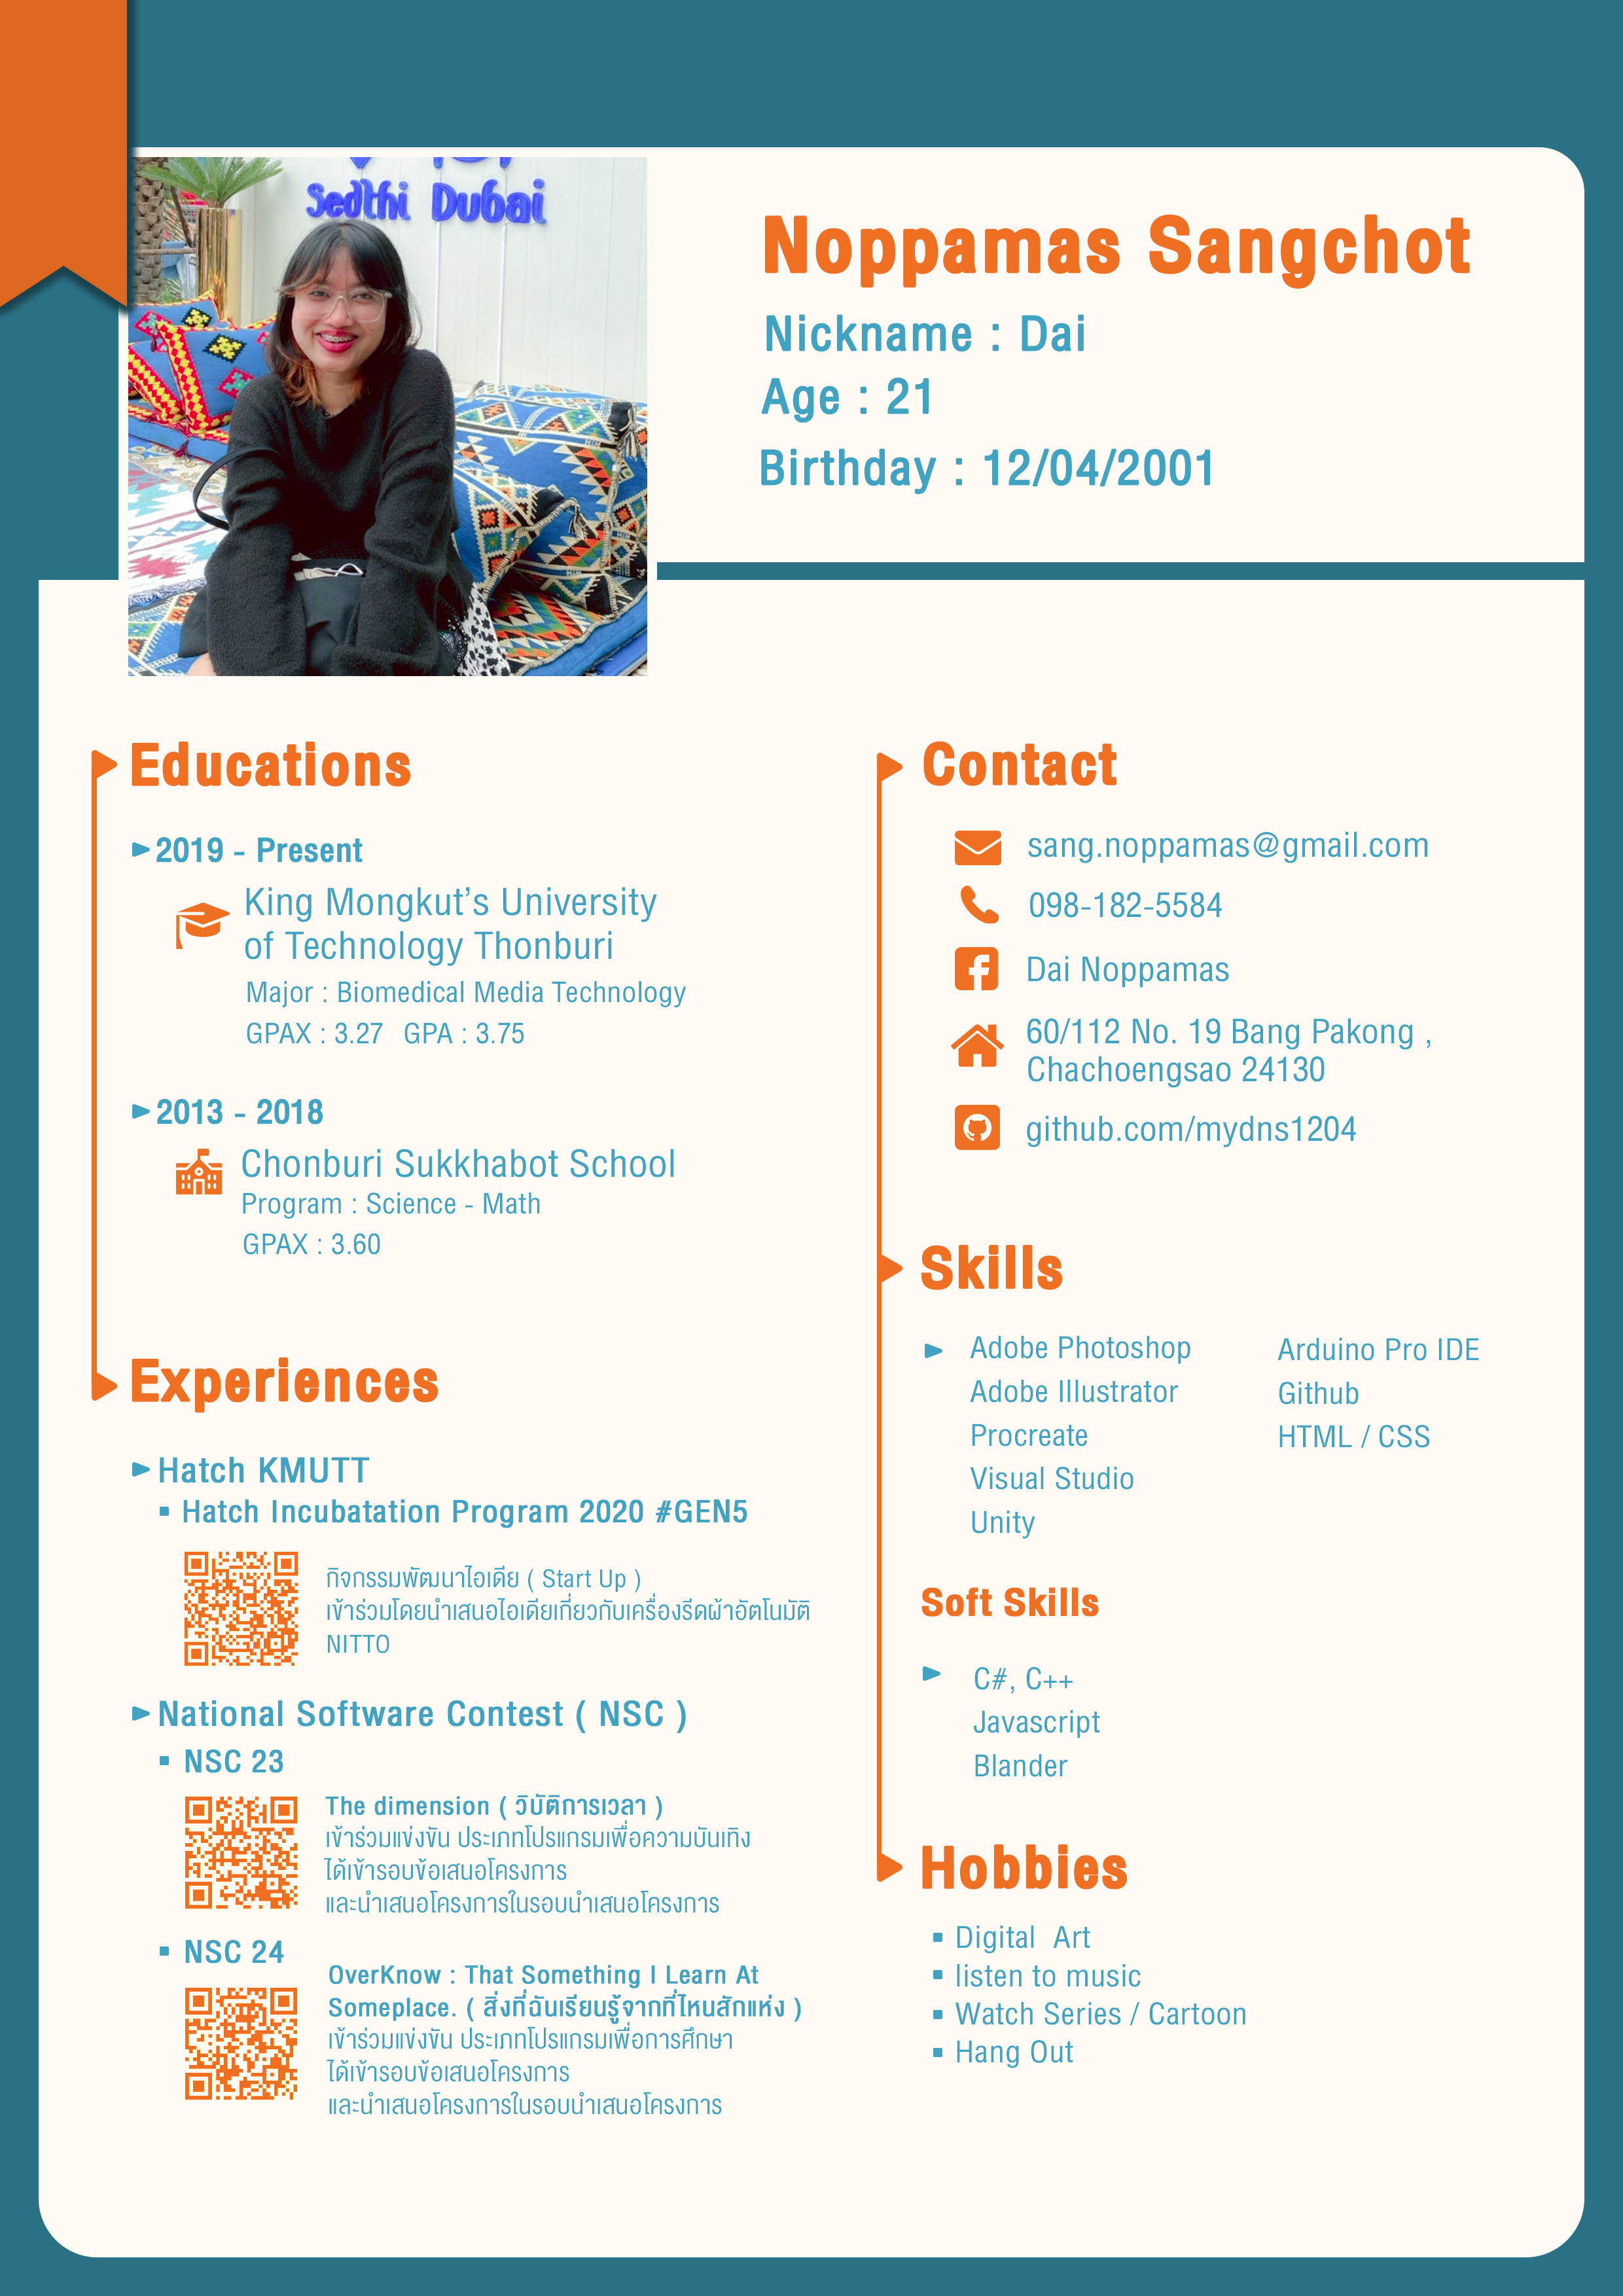 Sedthi Dubai
Noppamas Sangchot
Nickname : Dai
Age : 21
Birthday : 12/04/2001
Educations
2019 - Present
King Mongkut's University
of Technology Thonburi
Major : Biomedical Media Technology
GPAX : 3.27 GPA : 3.75
2013 - 2018
Chonburi Sukkhabot School
Program : Science - Math
GPAX : 3.60
Experiences
Hatch KMUTT
Hatch Incubatation Program 2020 #GEN5
กิจกรรมพัฒนาไอเดีย ( Start Up )
เข้าร่วมโดยนำเสนอไอเดียเกี่ยวกับเครื่องรีดผ้าอัตโนมัติ
NITTO
National Software Contest ( NSC )
NSC 23
The dimension ( วิบัติการเวลา )
เข้าร่วมแข่งขัน ประเภทโปรแกรมเพื่อความบันเทิง
ได้เข้ารอบข้อเสนอโครงการ
และนำเสนอโครงการในรอบนำเสนอโครงการ
NSC 24
OverKnow : That Something I Learn At
Someplace. ( สิ่งที่ฉันเรียนรู้จากที่ไหนสักแห่ง )
เข้าร่วมแข่งขัน ประเภทโปรแกรมเพื่อการศึกษา
ได้เข้ารอบข้อเสนอโครงการ
และนำเสนอโครงการในรอบนำเสนอโครงการ
Contact
sang.noppamas@gmail.com
098-182-5584
Dai Noppamas
60/112 No. 19 Bang Pakong ,
Chachoengsao 24130
github.com/mydns1204
Skills
Adobe Photoshop
Adobe Illustrator
Procreate
Visual Studio
Unity
Arduino Pro IDE
Github
HTML / CSS
Soft Skills
C#, C++
Javascript
Blander
Hobbies
Digital Art
listen to music
Watch Series / Cartoon
Hang Out